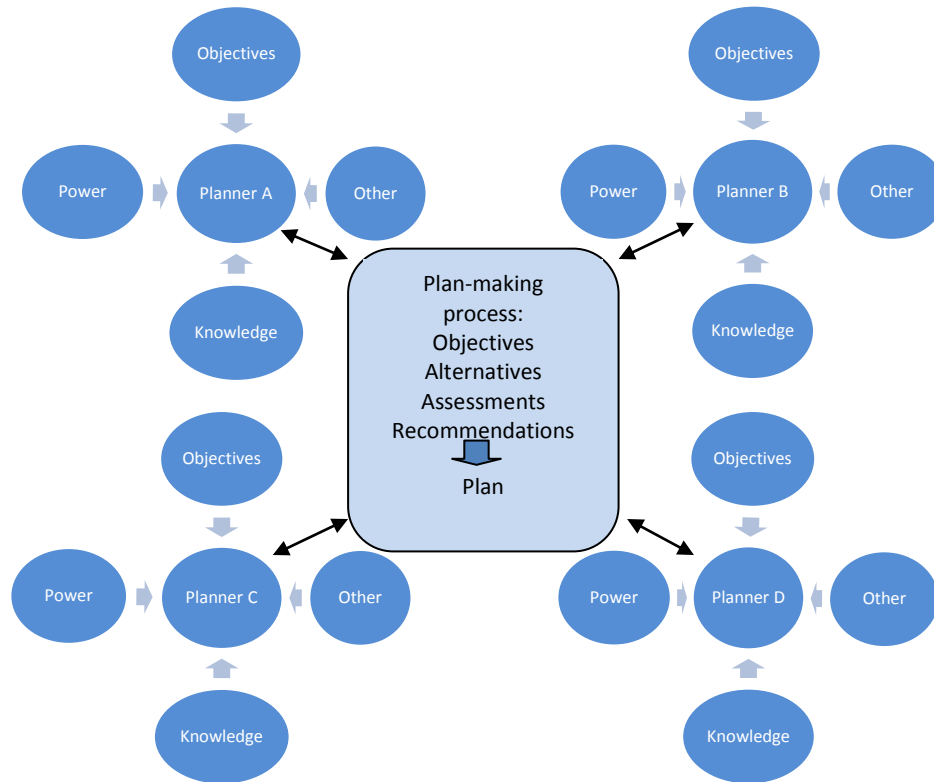 Objectives
Objectives
Power
Planner A
Other
Power
Planner B
Other
Knowledge
Knowledge
Plan-making
process:
Objectives
Alternatives
Assessments
Recommendations
Plan
Objectives
Objectives
Power
Planner C
Other
Power
Planner D
Other
Knowledge
Knowledge